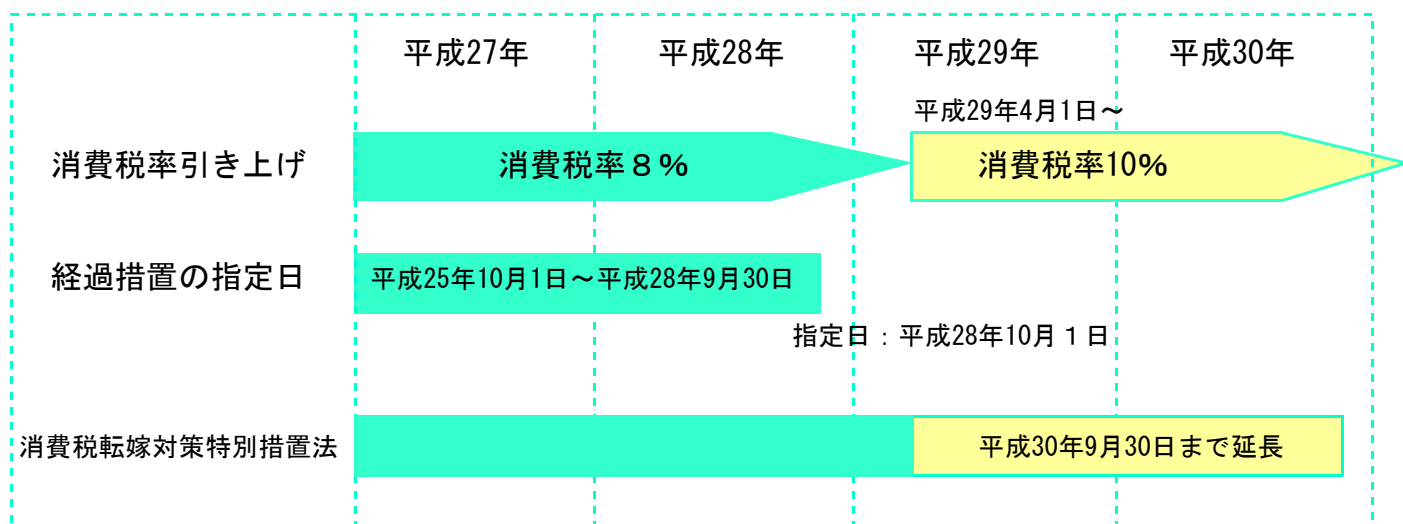 平成27年 平成28年 平成29年 平成30年
平成29年4月1日～
消費税率引き上げ 消費税率８% 消費税率10%
経過措置の指定日 平成25年10月1日～平成28年9月30日
指定日：平成28年10月１日
消費税転嫁対策特別措置法 平成30年9月30日まで延長